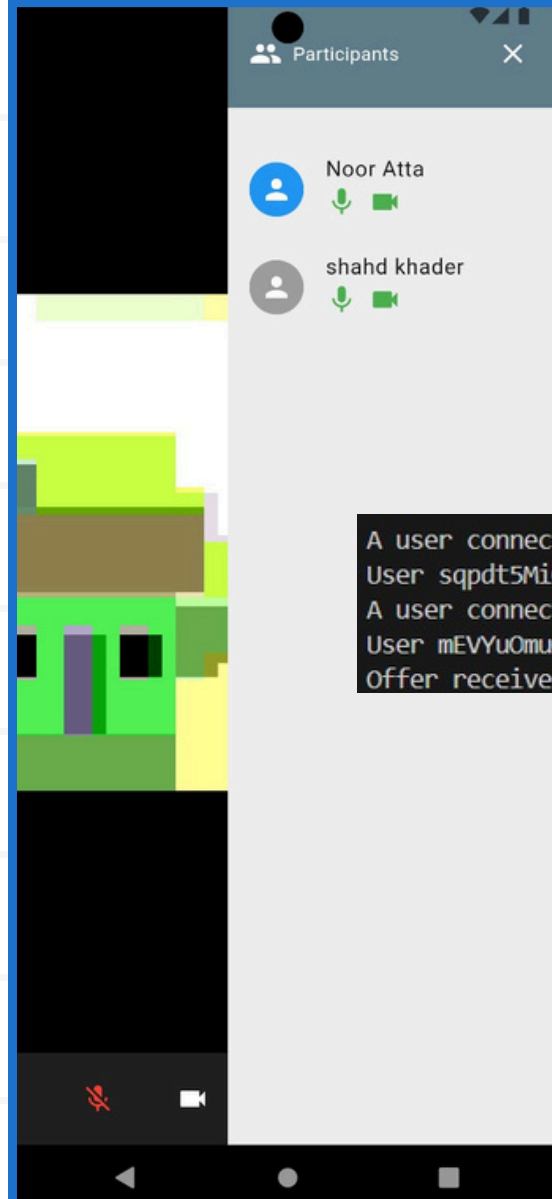 Participants
Noor Atta
shahd khader
A user connec
User sqpdt5Mi
A user connec
User mEVYuOmu
Offer receive